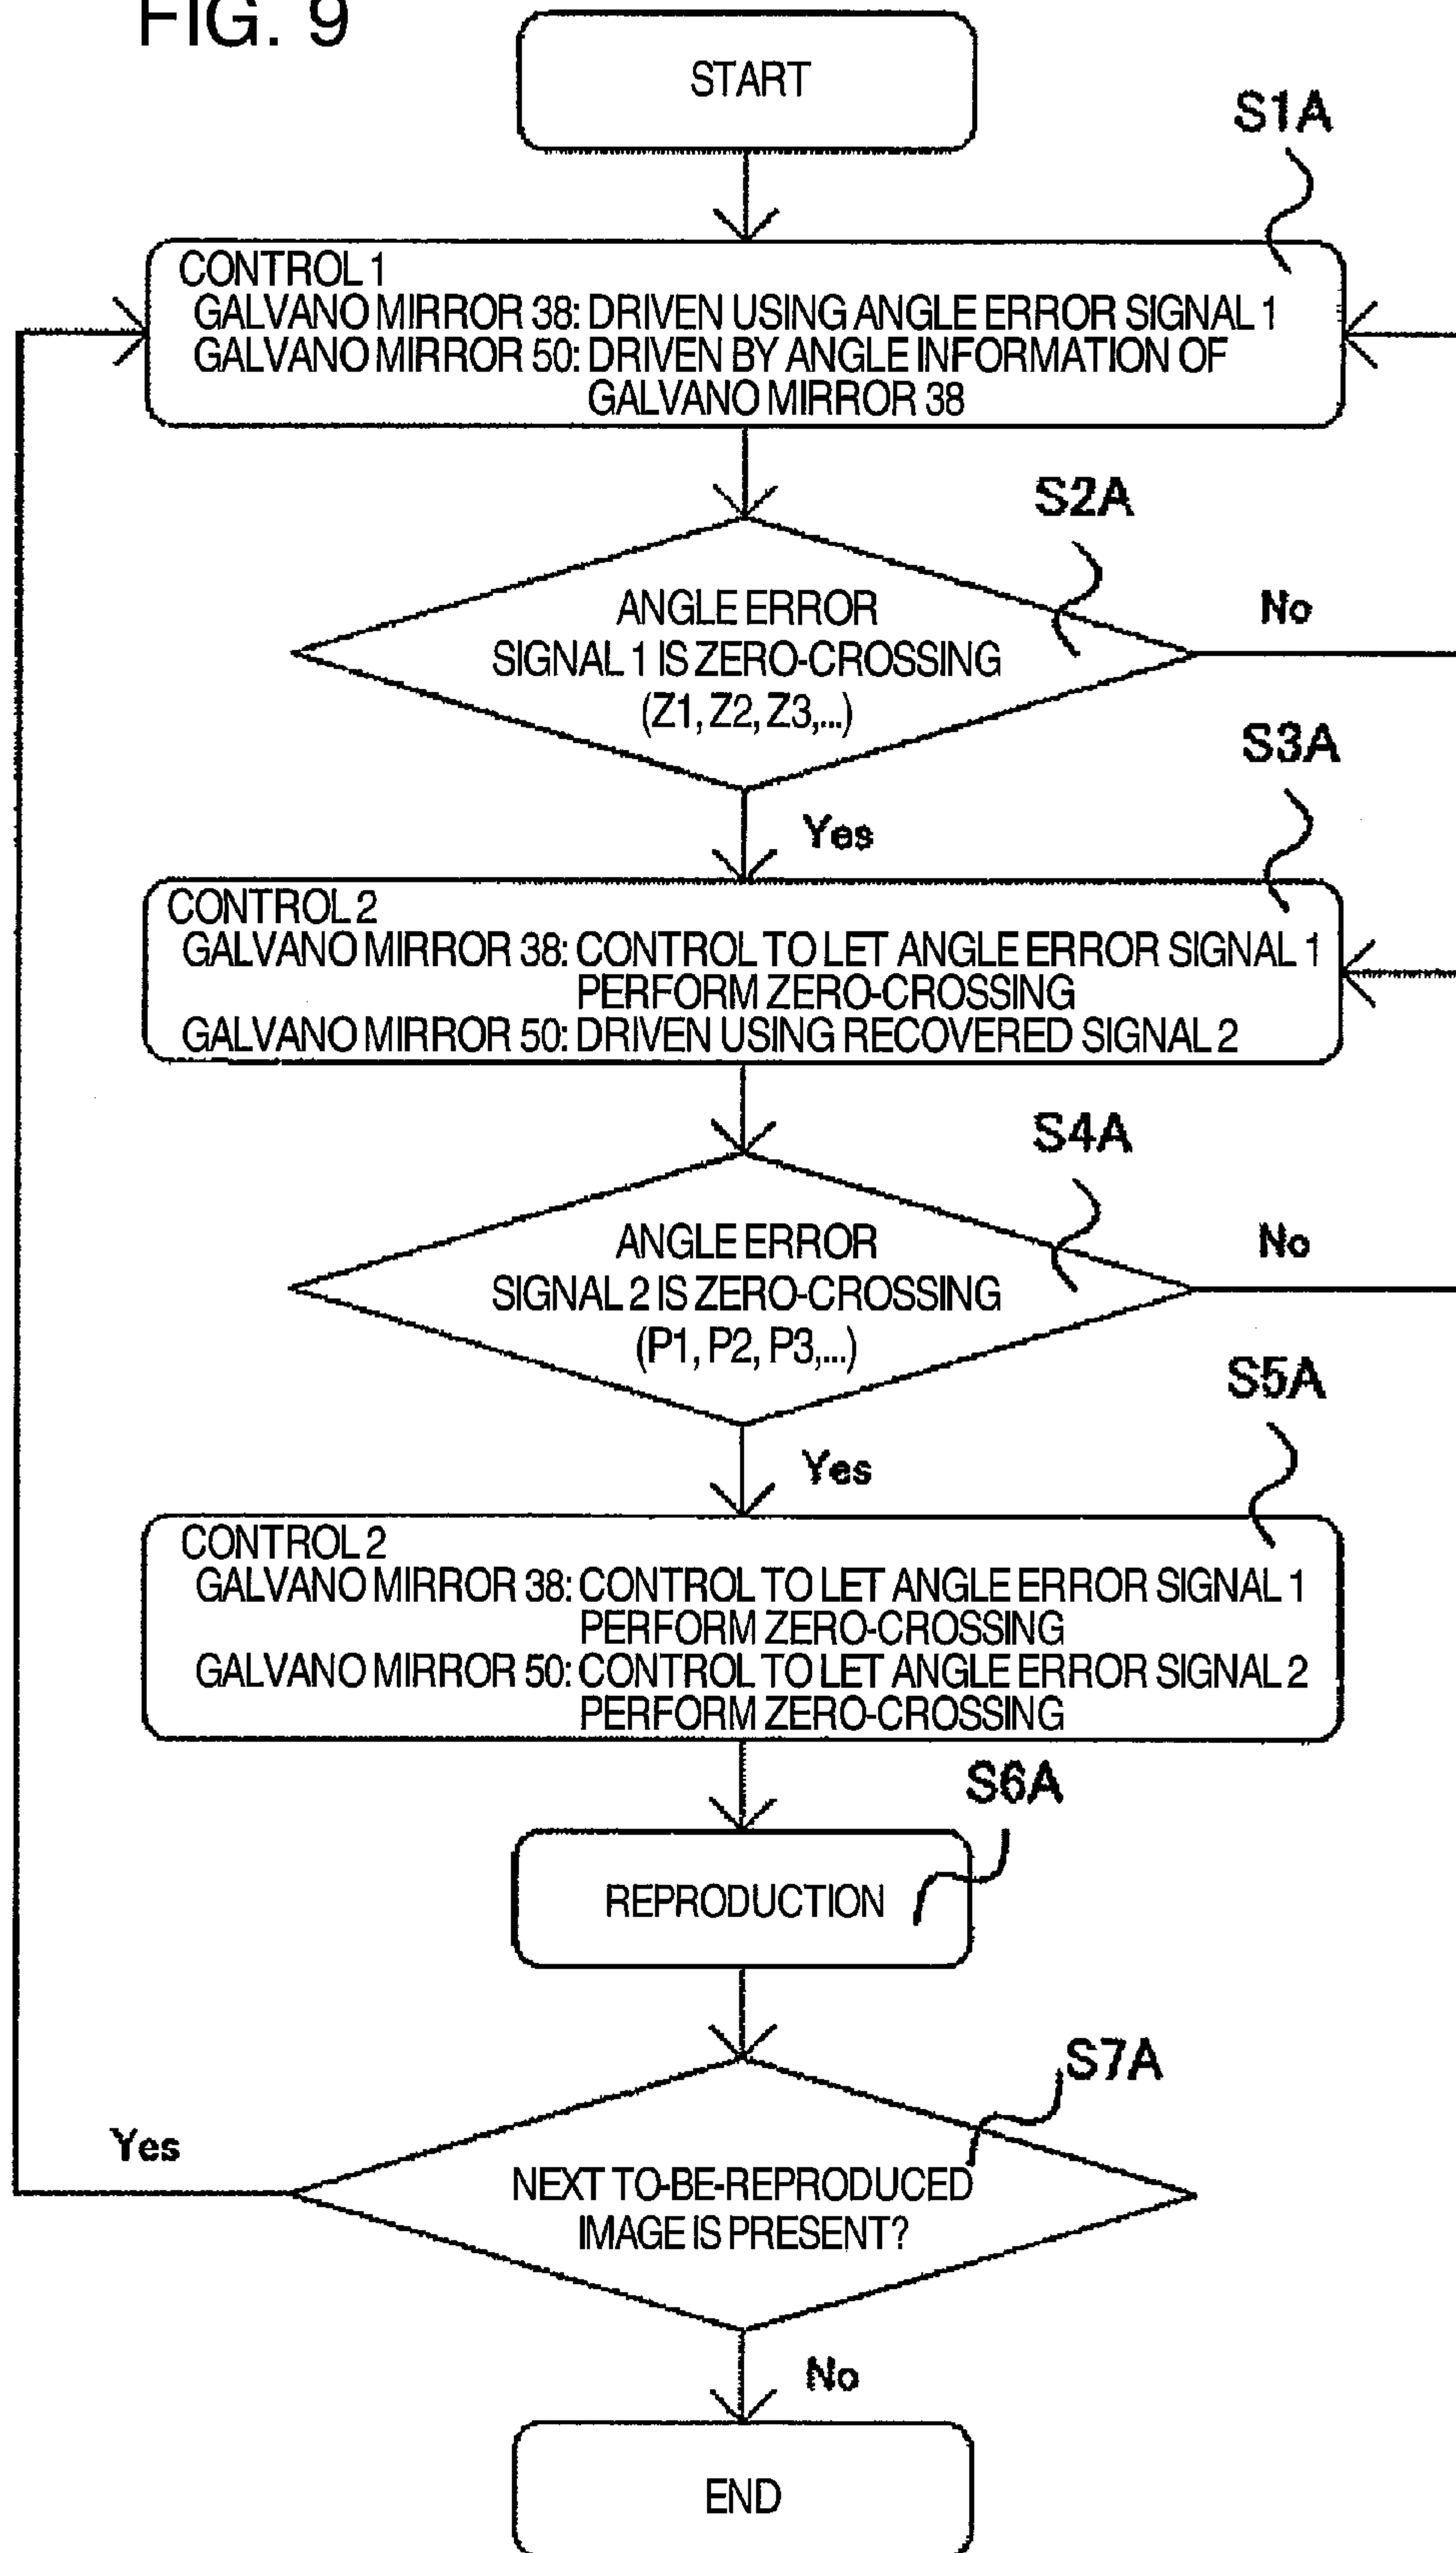 FIG. 9
START
S1A
CONTROL 1
GALVANO MIRROR 38: DRIVEN USING ANGLE ERROR SIGNAL 1
GALVANO MIRROR 50: DRIVEN BY ANGLE INFORMATION OF
GALVANO MIRROR 38
S2A
ANGLE ERROR
SIGNAL 1 IS ZERO-CROSSING
(Z1, Z2, Z3,...)
No
Yes
S3A
CONTROL 2
GALVANO MIRROR 38: CONTROL TO LET ANGLE ERROR SIGNAL 1
PERFORM ZERO-CROSSING
GALVANO MIRROR 50: DRIVEN USING RECOVERED SIGNAL 2
S4A
ANGLE ERROR
SIGNAL 2 IS ZERO-CROSSING
(P1, P2, P3,...)
No
Yes
S5A
CONTROL 2
GALVANO MIRROR 38: CONTROL TO LET ANGLE ERROR SIGNAL 1
PERFORM ZERO-CROSSING
GALVANO MIRROR 50: CONTROL TO LET ANGLE ERROR SIGNAL 2
PERFORM ZERO-CROSSING
S6A
REPRODUCTION
S7A
NEXT TO-BE-REPRODUCED
IMAGE IS PRESENT?
Yes
No
END